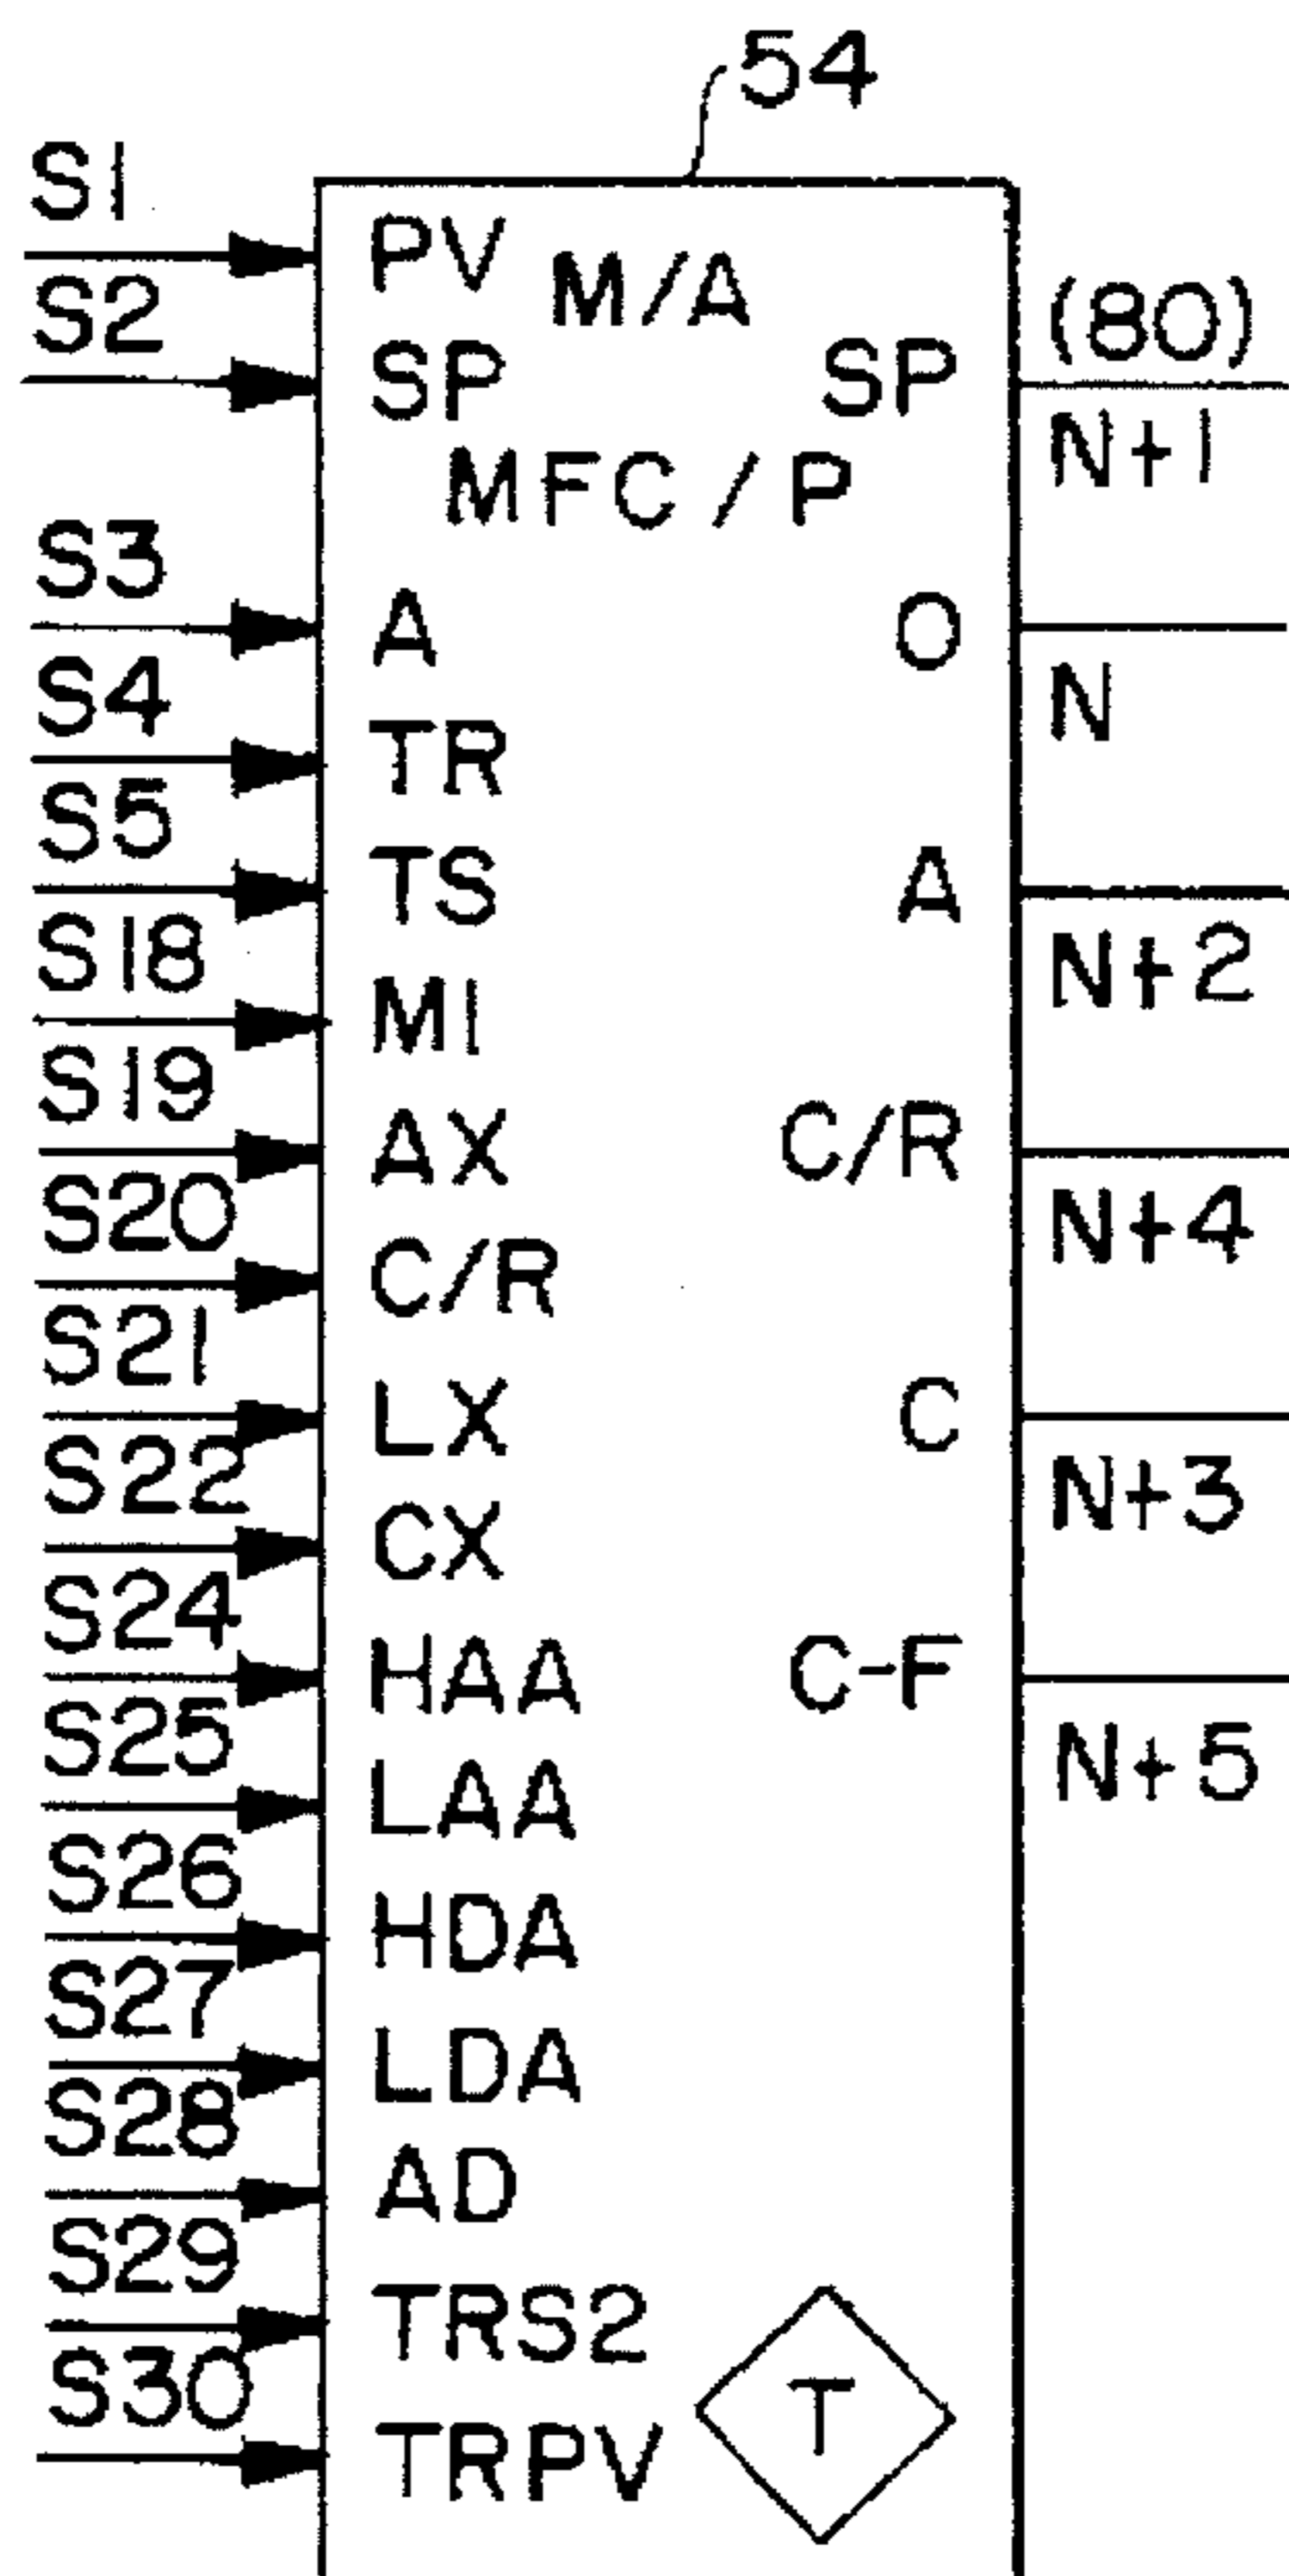 54
S1
PV M/A
S2
SP SP (80)
MFC / P N+1
S3
A O
S4 N
TR
S5
TS A
S18 N+2
MI
S19
AX C/R
S20 N+4
C/R
S21
LX C
S22 N+3
CX
S24
HAA C-F
S25 N+5
LAA
S26
HDA
S27
LDA
S28
AD
S29
TRS2
S30 T
TRPV